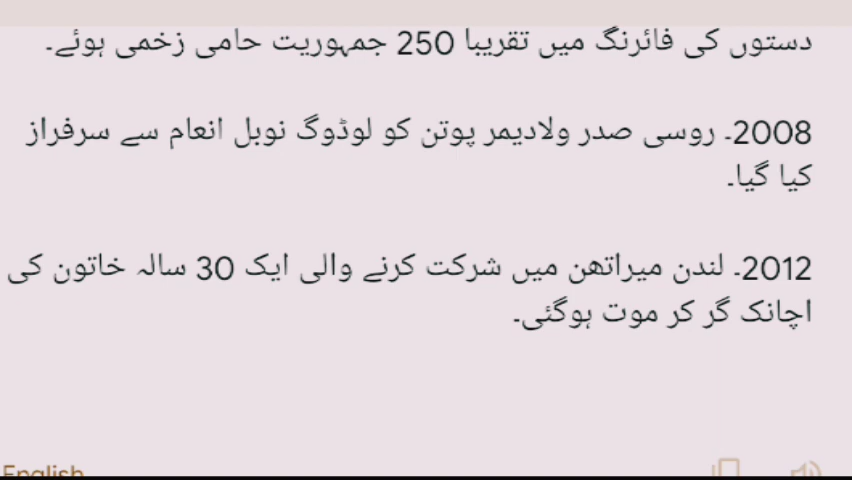 دستوں کی فائرنگ میں تقریبا 250 جمہوریت حامی زخمی ہوئے۔
2008۔ روسی صدر ولادیمر پوتن کو لوڈوگ نوبل انعام سے سرفراز
کیا گیا۔
2012۔ لندن میراتھن میں شرکت کرنے والی ایک 30 سالہ خاتون کی
اچانک گر کر موت ہوگئی۔
English